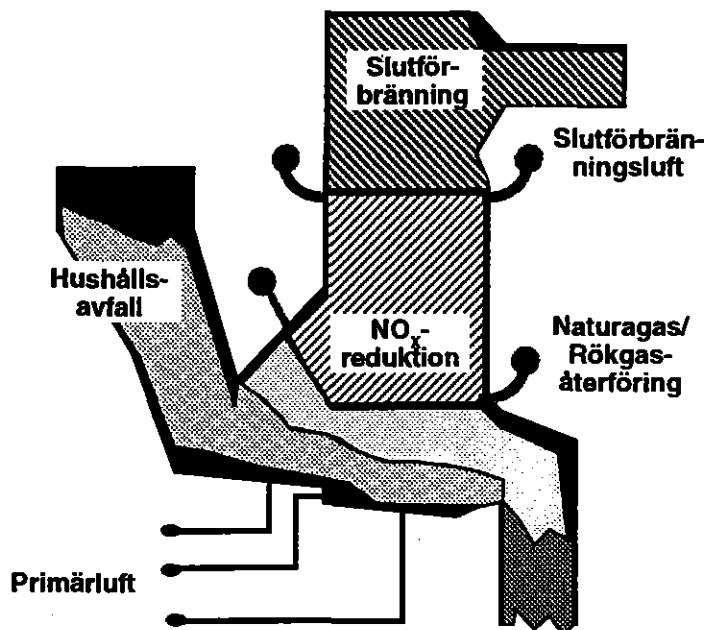 Slutför-
bränning
Slutförbrän-
ningsluft
Hushålls-
avfall
NOx-
reduktion
Naturagas/
Rökgas-
återföring
Primärluft